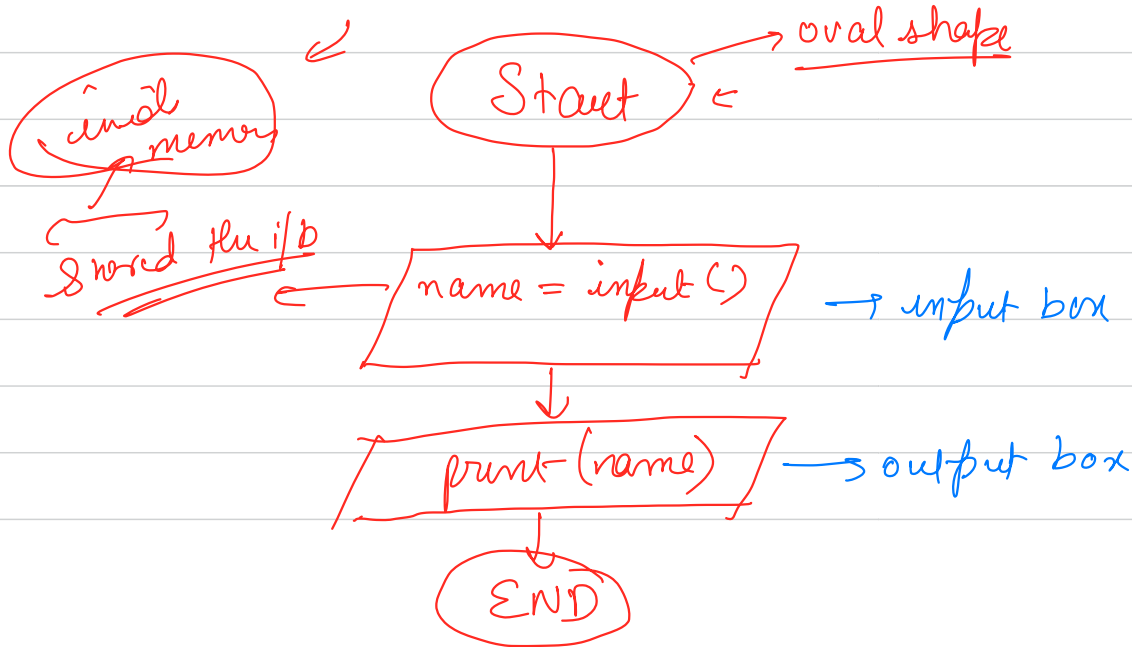 oval shape
Start
memory
stored the i/p
name = input()
input box
print(name)
output box
END